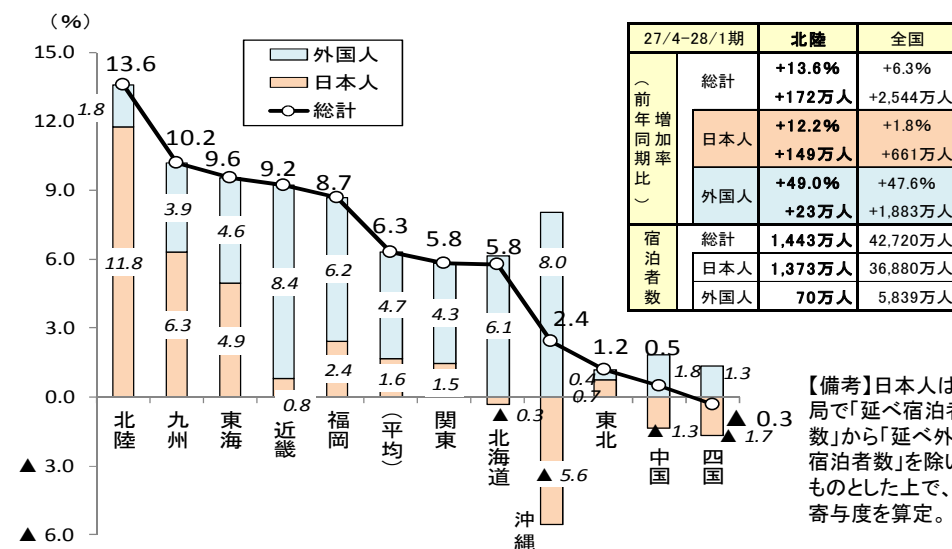 （%）
15.0
12.0
9.0
6.0
3.0
0.0
▲ 3.0
▲ 6.0
外国人
日本人
総計
13.6
10.2
9.6
9.2
8.7
6.3
5.8
5.8
2.4
1.2
0.5
▲ 0.3
1.8
3.9
4.6
8.4
6.2
4.7
4.3
6.1
8.0
0.4
1.8
1.3
11.8
6.3
4.9
0.8
2.4
1.6
1.5
▲ 0.3
▲ 5.6
0.7
▲ 1.3
▲ 1.7
北陸
九州
東海
近畿
福岡
（平均）
関東
北海道
沖縄
東北
中国
四国
27/4-28/1期 北陸 全国
増加率
（前年同期比）
総計 +13.6% +6.3%
+172万人 +2,544万人
日本人 +12.2% +1.8%
+149万人 +661万人
外国人 +49.0% +47.6%
+23万人 +1,883万人
宿泊者数
総計 1,443万人 42,720万人
日本人 1,373万人 36,880万人
外国人 70万人 5,839万人
【備考】日本人は
局で「延べ宿泊者
数」から「延べ外
宿泊者数」を除い
ものとした上で、
寄与度を算定。